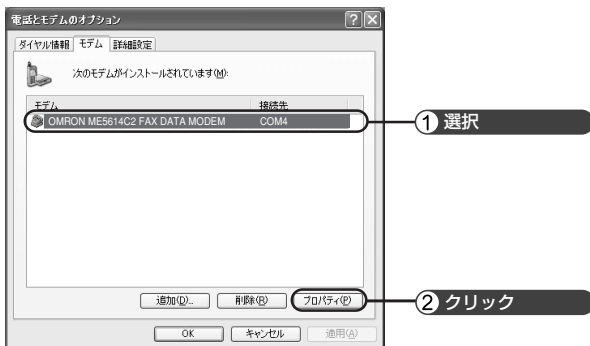 電話とモデムのオプション
ダイヤル情報 モデム 詳細設定
次のモデムがインストールされています(M):
モデム 接続先
OMRON ME5614C2 FAX DATA MODEM COM4
① 選択
追加(D)... 削除(R) プロパティ(P)
② クリック
OK キャンセル 適用(A)